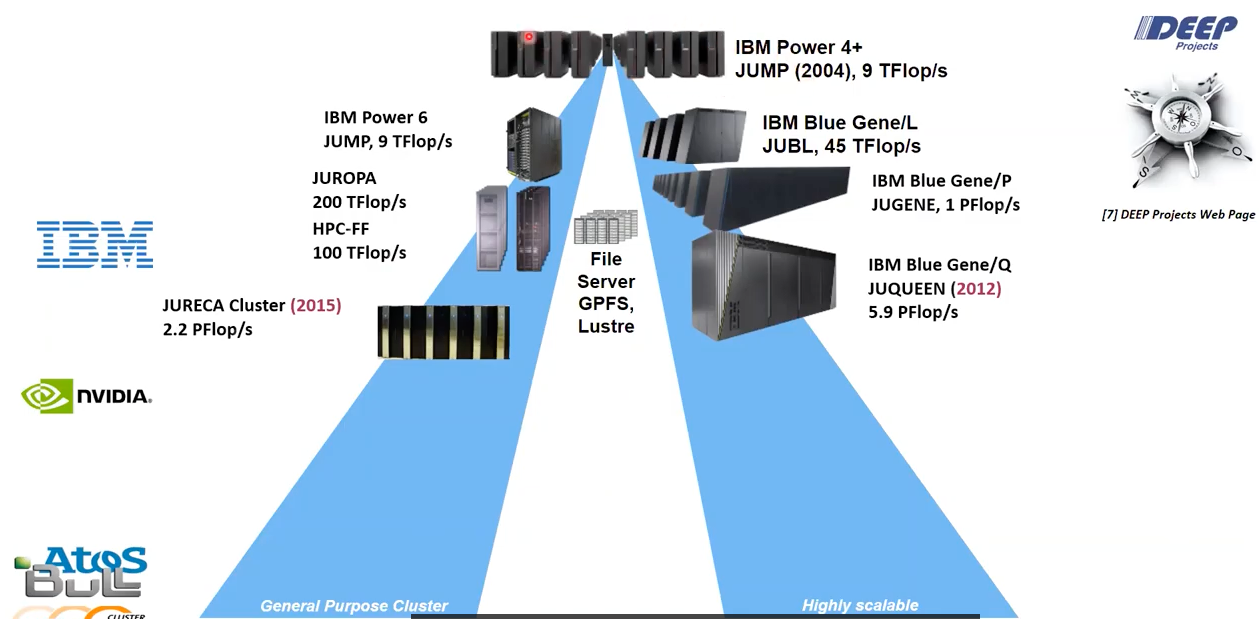 DEEP
Projects
IBM Power 4+
JUMP (2004), 9 TFlop/s
IBM Power 6
JUMP, 9 TFlop/s
IBM Blue Gene/L
JUBL, 45 TFlop/s
JUROPA
200 TFlop/s
HPC-FF
100 TFlop/s
IBM Blue Gene/P
JUGENE, 1 PFlop/s
[7] DEEP Projects Web Page
IBM
File
Server
GPFS,
Lustre
IBM Blue Gene/Q
JUQUEEN (2012)
5.9 PFlop/s
JURECA Cluster (2015)
2.2 PFlop/s
NVIDIA®
Atos
Bull
CLUSTER
General Purpose Cluster
Highly scalable